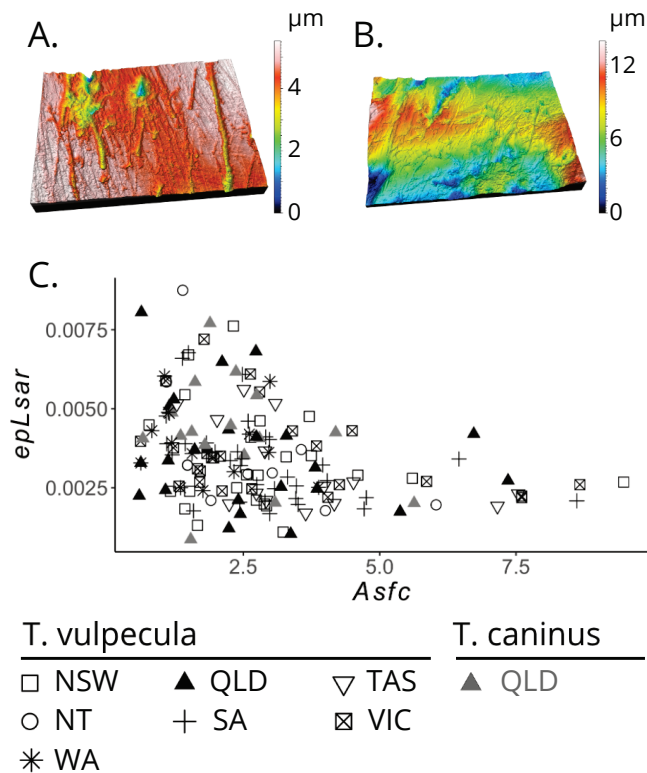 A.
μm
4
2
0
B.
μm
12
6
0
C.
epLsar
0.0075
0.0050
0.0025
2.5
5.0
7.5
Asfc
T. vulpecula
T. caninus
NSW
QLD
TAS
QLD
NT
SA
VIC
WA